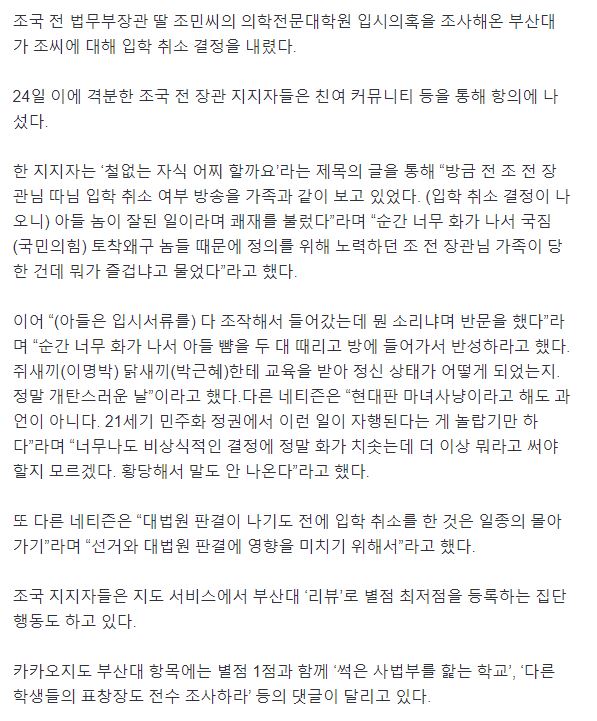 조국 전 법무부장관 딸 조민씨의 의학전문대학원 입시의혹을 조사해온 부산대
가 조씨에 대해 입학 취소 결정을 내렸다.
24일 이에 격분한 조국 전 장관 지지자들은 친여 커뮤니티 등을 통해 항의에 나
섰다.
한 지지자는 ‘철없는 자식 어찌 할까요’라는 제목의 글을 통해 “방금 전 조 전 장
관님 따님 입학 취소 여부 방송을 가족과 같이 보고 있었다. (입학 취소 결정이 나
오니) 아들 놈이 잘된 일이라며 쾌재를 불렀다”라며 “순간 너무 화가 나서 국짐
(국민의힘) 토착왜구 놈들 때문에 정의를 위해 노력하던 조 전 장관님 가족이 당
한 건데 뭐가 즐겁냐고 물었다”라고 했다.
이어 “(아들은 입시서류를) 다 조작해서 들어갔는데 뭔 소리냐며 반문을 했다”라
며 “순간 너무 화가 나서 아들 뺨을 두 대 때리고 방에 들어가서 반성하라고 했다.
쥐새끼(이명박) 닭새끼(박근혜)한테 교육을 받아 정신 상태가 어떻게 되었는지.
정말 개탄스러운 날”이라고 했다.다른 네티즌은 “현대판 마녀사냥이라고 해도 과
언이 아니다. 21세기 민주화 정권에서 이런 일이 자행된다는 게 놀랍기만 하
다”라며 “너무나도 비상식적인 결정에 정말 화가 치솟는데 더 이상 뭐라고 써야
할지 모르겠다. 황당해서 말도 안 나온다”라고 했다.
또 다른 네티즌은 “대법원 판결이 나기도 전에 입학 취소를 한 것은 일종의 몰아
가기”라며 “선거와 대법원 판결에 영향을 미치기 위해서”라고 했다.
조국 지지자들은 지도 서비스에서 부산대 ‘리뷰’로 별점 최저점을 등록하는 집단
행동도 하고 있다.
카카오지도 부산대 항목에는 별점 1점과 함께 ‘썩은 사법부를 핥는 학교’, ‘다른
학생들의 표창장도 전수 조사하라’ 등의 댓글이 달리고 있다.